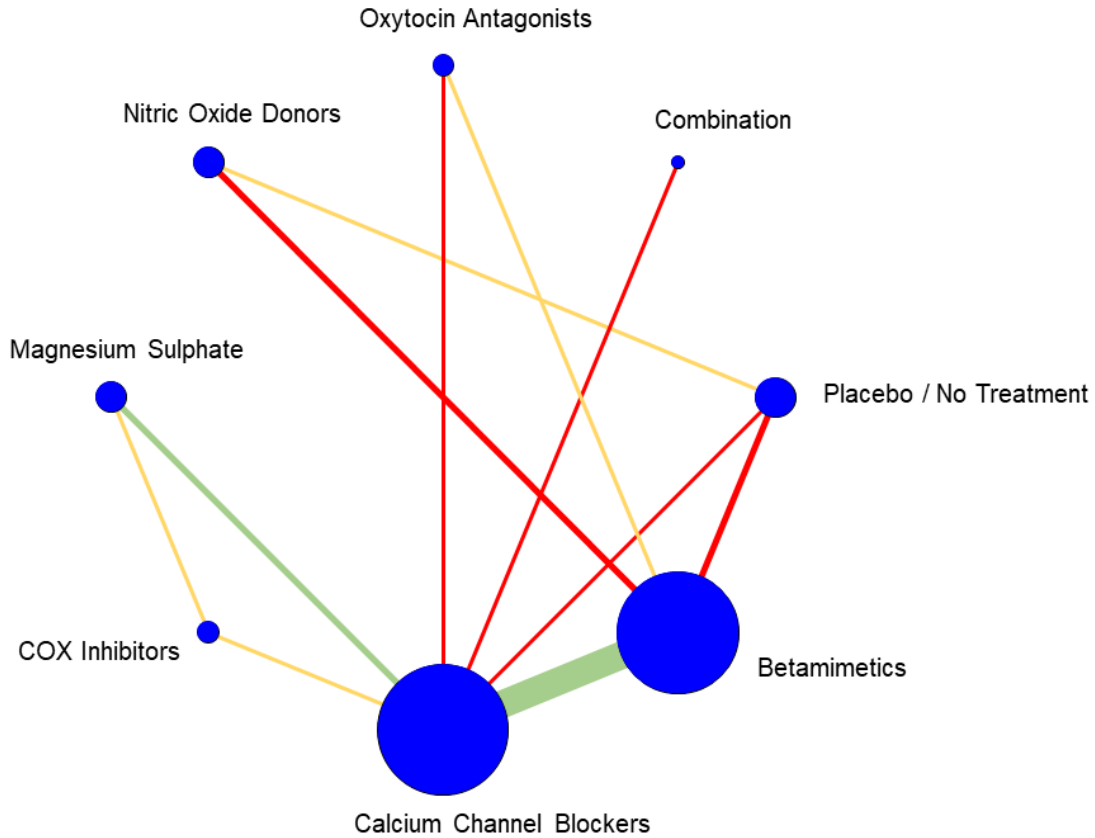 Oxytocin Antagonists
Nitric Oxide Donors
Combination
Magnesium Sulphate
Placebo / No Treatment
COX Inhibitors
Betamimetics
Calcium Channel Blockers